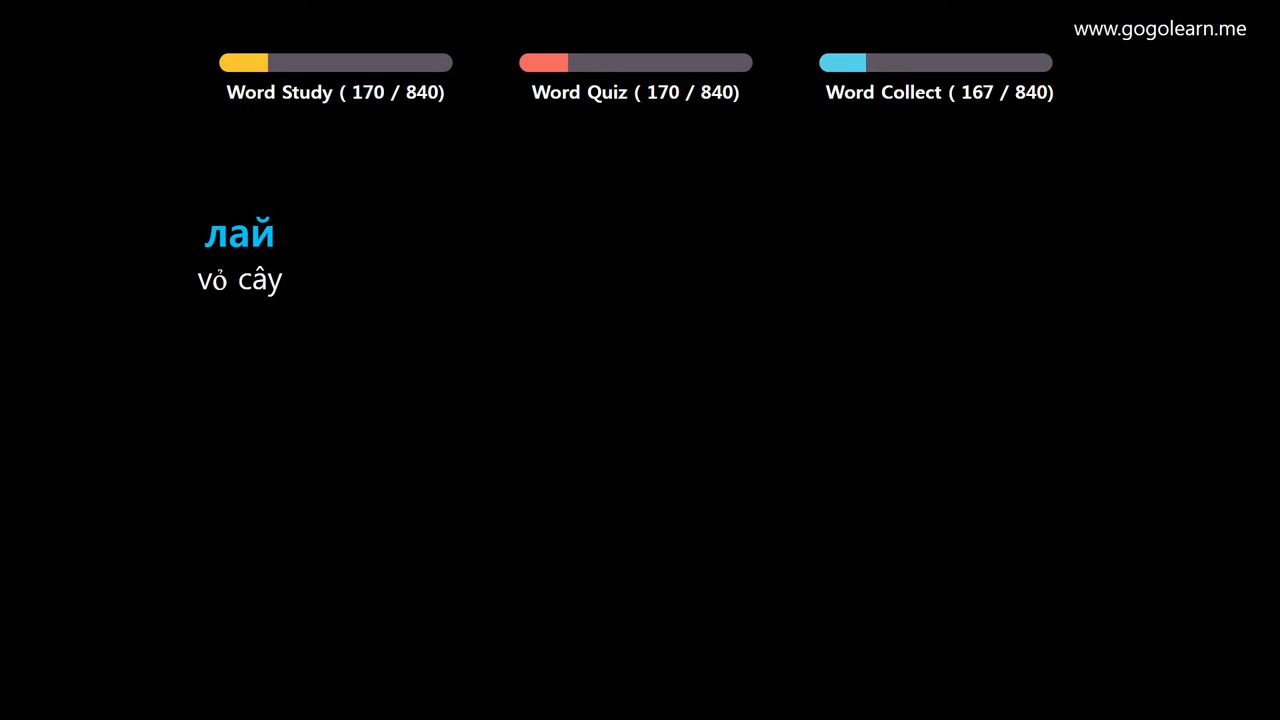 www.gogolearn.me
Word Study ( 170 / 840)
Word Quiz ( 170 / 840)
Word Collect ( 167 / 840)
лай
vỏ cây